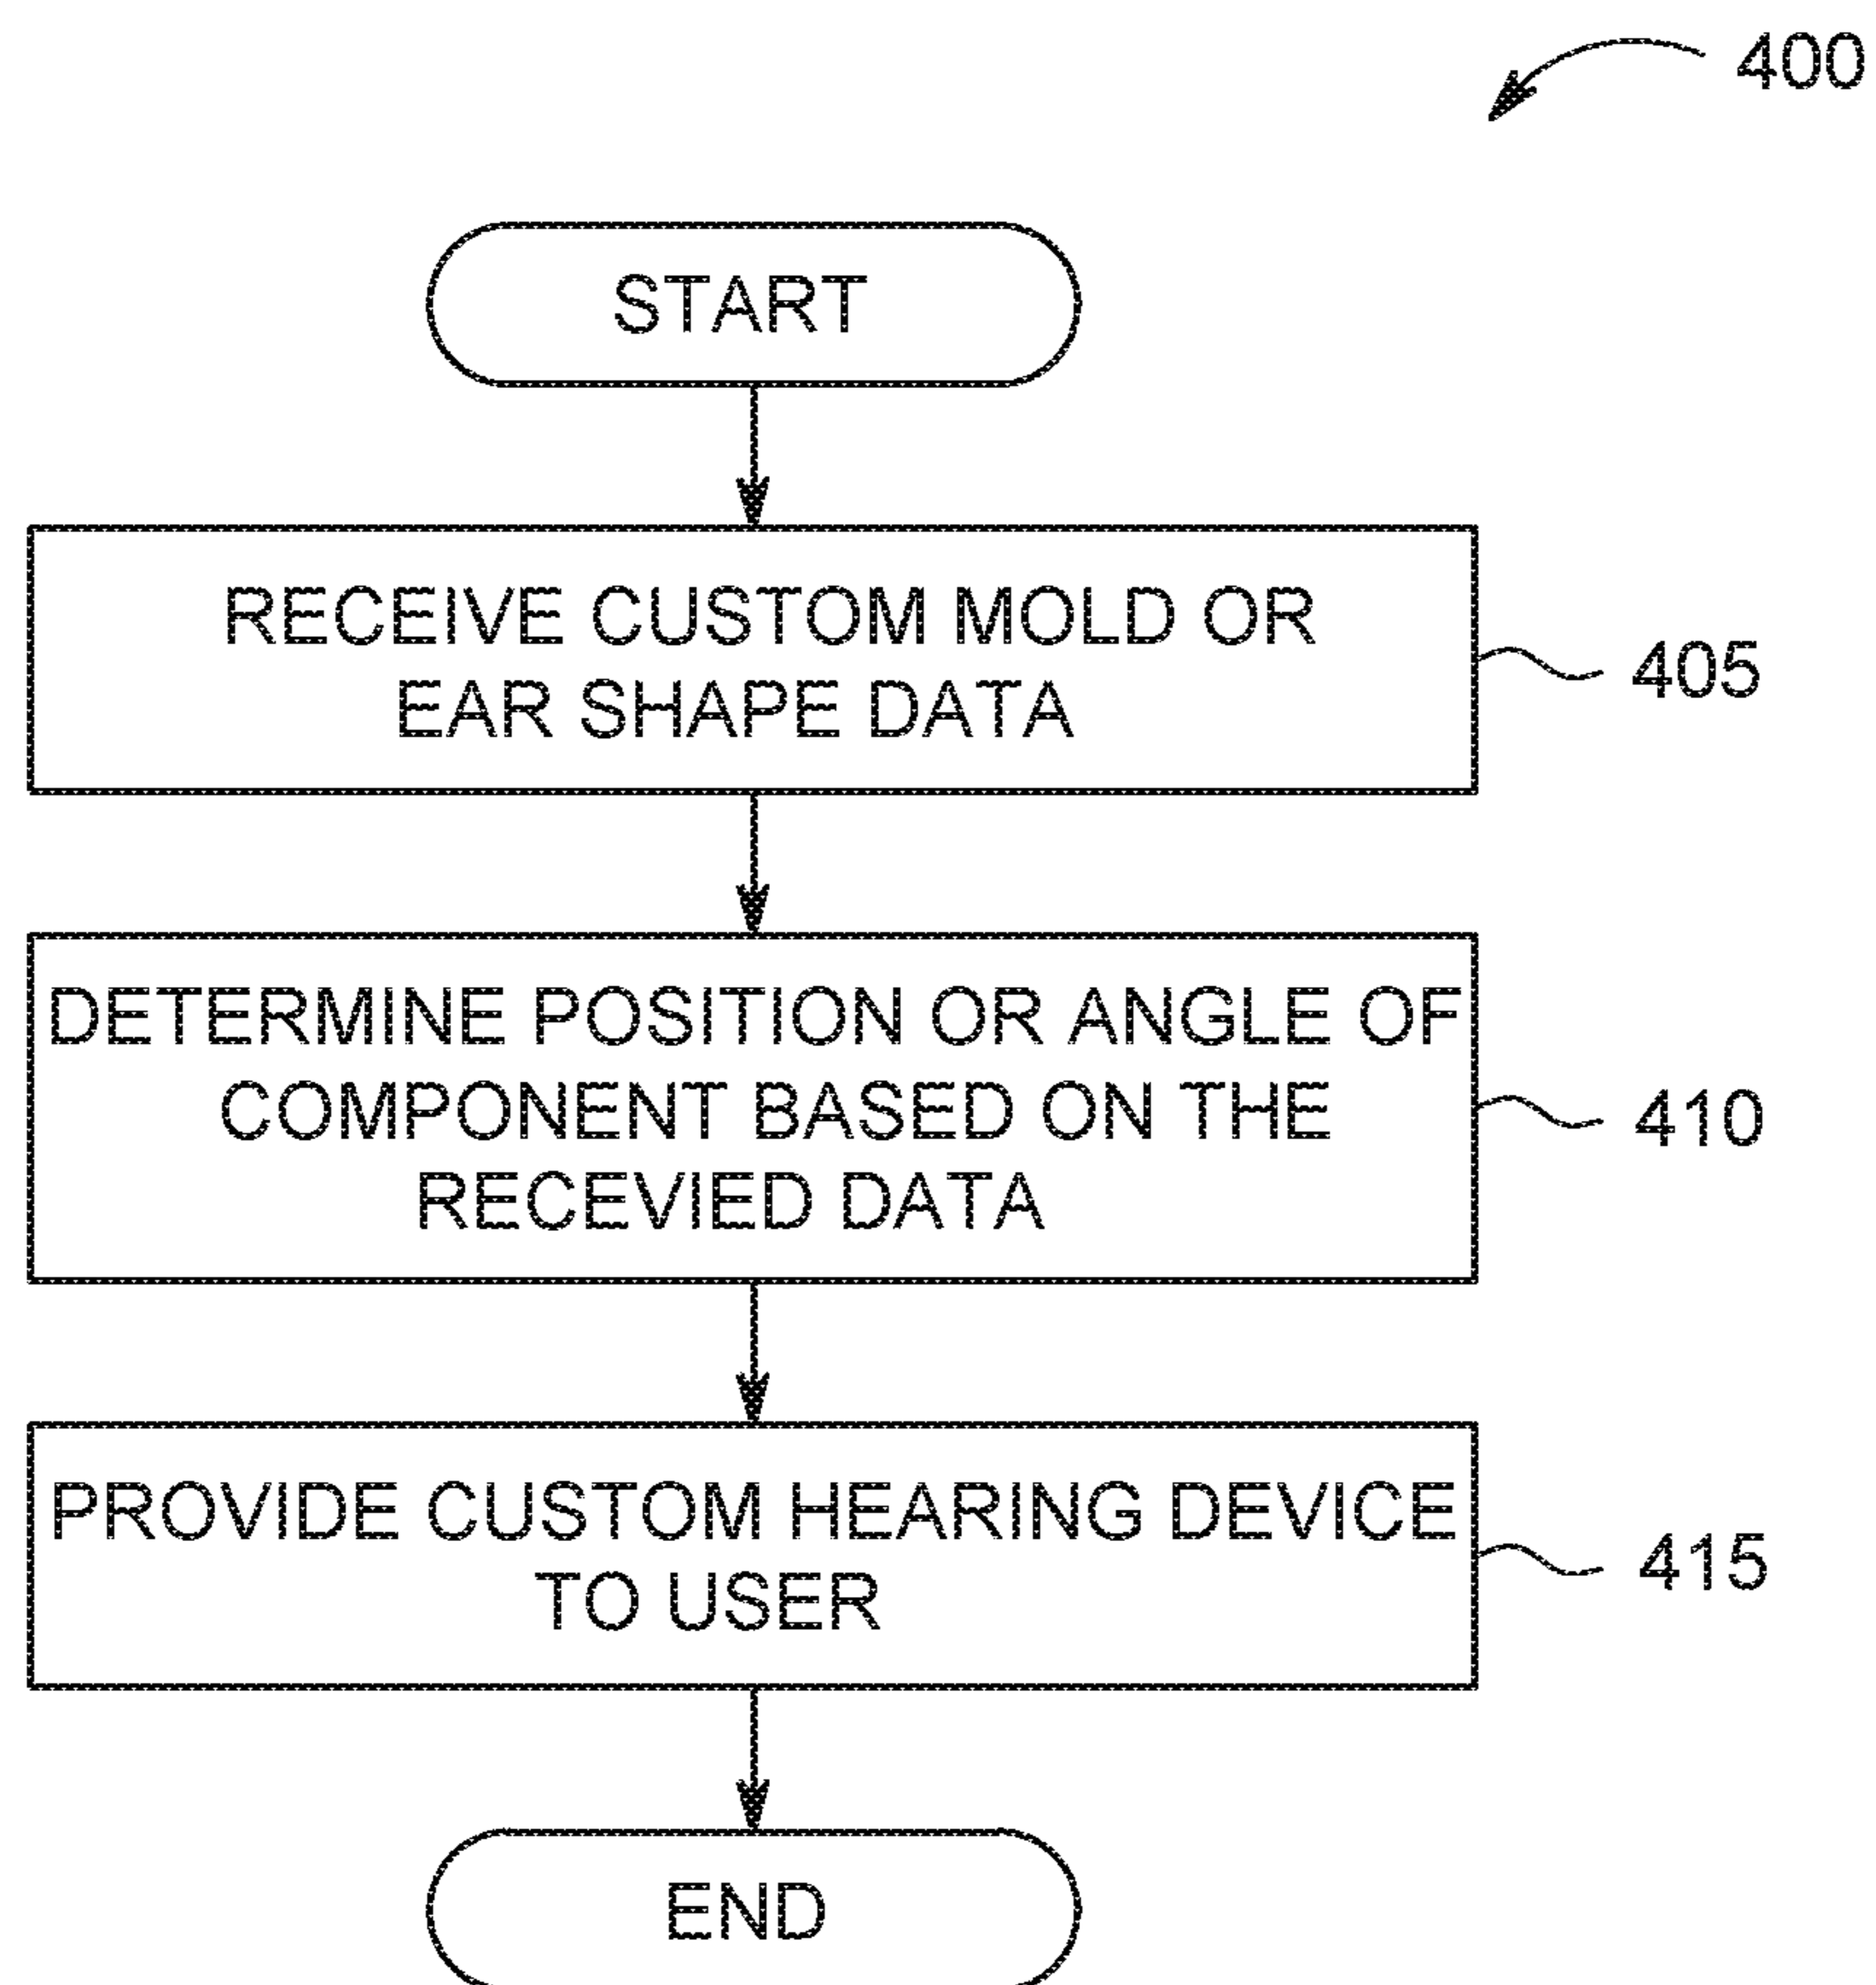 400
START
RECEIVE CUSTOM MOLD OR
EAR SHAPE DATA
405
DETERMINE POSITION OR ANGLE OF
COMPONENT BASED ON THE
RECEVIED DATA
410
PROVIDE CUSTOM HEARING DEVICE
TO USER
415
END